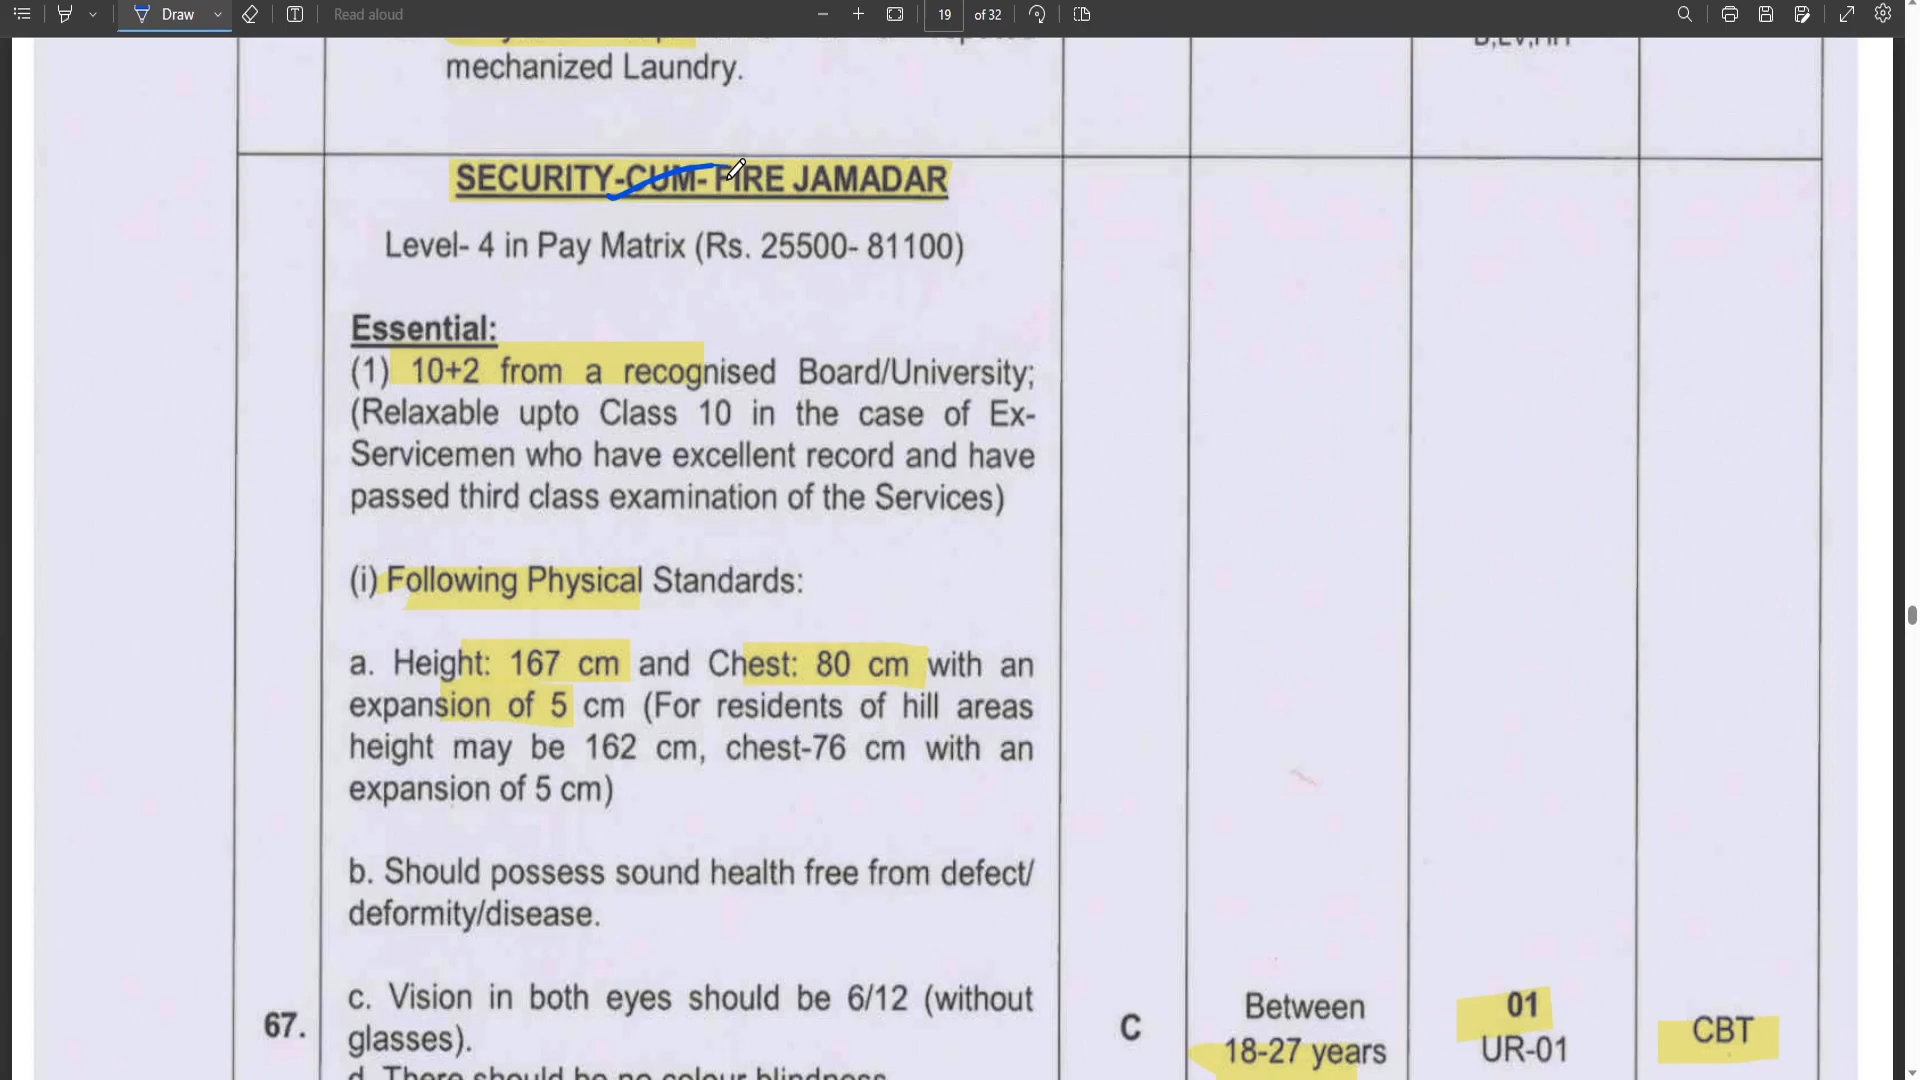 Draw
Read aloud
19 of 32
mechanized Laundry.
SECURITY-CUM-FIRE JAMADAR
Level- 4 in Pay Matrix (Rs. 25500- 81100)
Essential:
(1) 10+2 from a recognised Board/University;
(Relaxable upto Class 10 in the case of Ex-
Servicemen who have excellent record and have
passed third class examination of the Services)
(i) Following Physical Standards:
a. Height: 167 cm and Chest: 80 cm with an
expansion of 5 cm (For residents of hill areas
height may be 162 cm, chest-76 cm with an
expansion of 5 cm)
b. Should possess sound health free from defect/
deformity/disease.
c. Vision in both eyes should be 6/12 (without
glasses).
d. There should be no colour blindness
67.
C
Between
18-27 years
01
UR-01
CBT